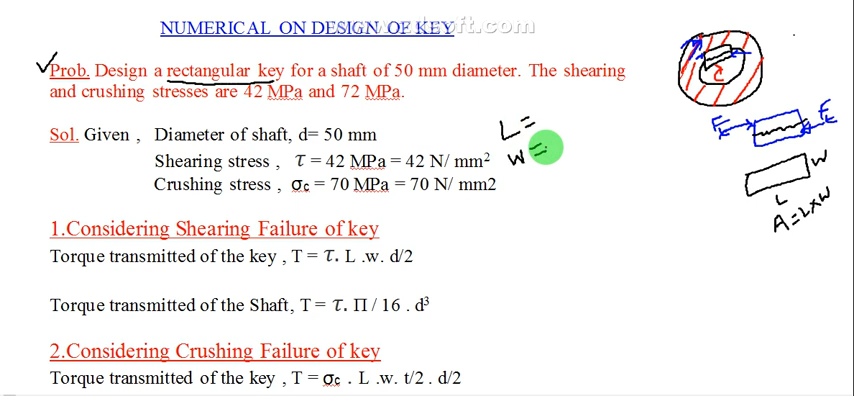 NUMERICAL ON DESIGN OF KEY
Prob. Design a rectangular key for a shaft of 50 mm diameter. The shearing
and crushing stresses are 42 MPa and 72 MPa.
Sol. Given , Diameter of shaft, d= 50 mm
Shearing stress , τ = 42 MPa = 42 N/ mm²
Crushing stress , σc = 70 MPa = 70 N/ mm2
L=
W=
F
F
W
L
A=L×W
1.Considering Shearing Failure of key
Torque transmitted of the key , T = τ. L .w. d/2
Torque transmitted of the Shaft, T = τ. Π / 16 . d³
2.Considering Crushing Failure of key
Torque transmitted of the key , T = σc . L .w. t/2 . d/2